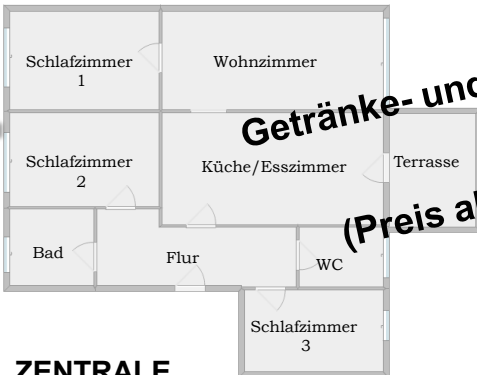 Schlafzimmer
1
Wohnzimmer
Getränke- und
Schlafzimmer
2
Küche/Esszimmer
Terrasse
(Preis
Bad
Flur
WC
Schlafzimmer
3
ZENTRALE